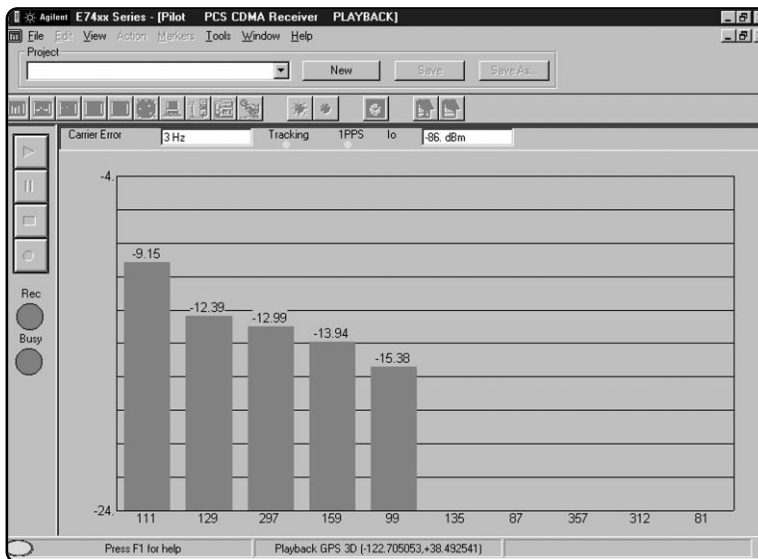 Agilent E74xx Series - [Pilot PCS CDMA Receiver PLAYBACK]
File Edit View Action Markers Tools Window Help
Project
New Save Save As...
Carrier Error 3 Hz Tracking 1PPS Io -86. dBm
-4.
-9.15
-12.39
-12.99
-13.94
-15.38
Rec
Busy
-24.
111 129 297 159 99 135 87 357 312 81
Press F1 for help Playback GPS 3D (-122.705053,+38.492541)